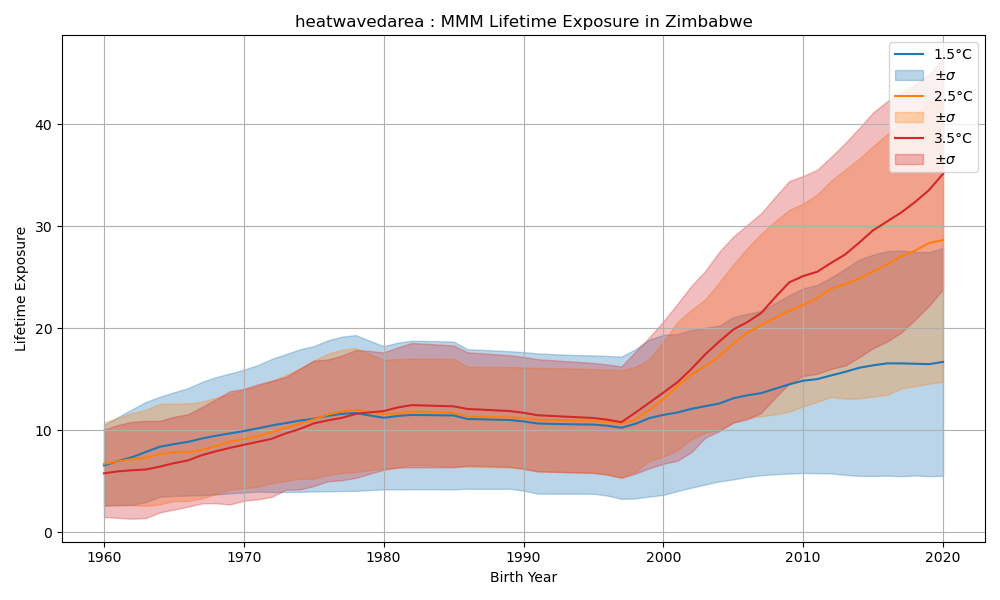 heatwavedarea : MMM Lifetime Exposure in Zimbabwe
1.5°C
±σ
2.5°C
±σ
3.5°C
±σ
Lifetime Exposure
40
30
20
10
0
1960 1970 1980 1990 2000 2010 2020
Birth Year